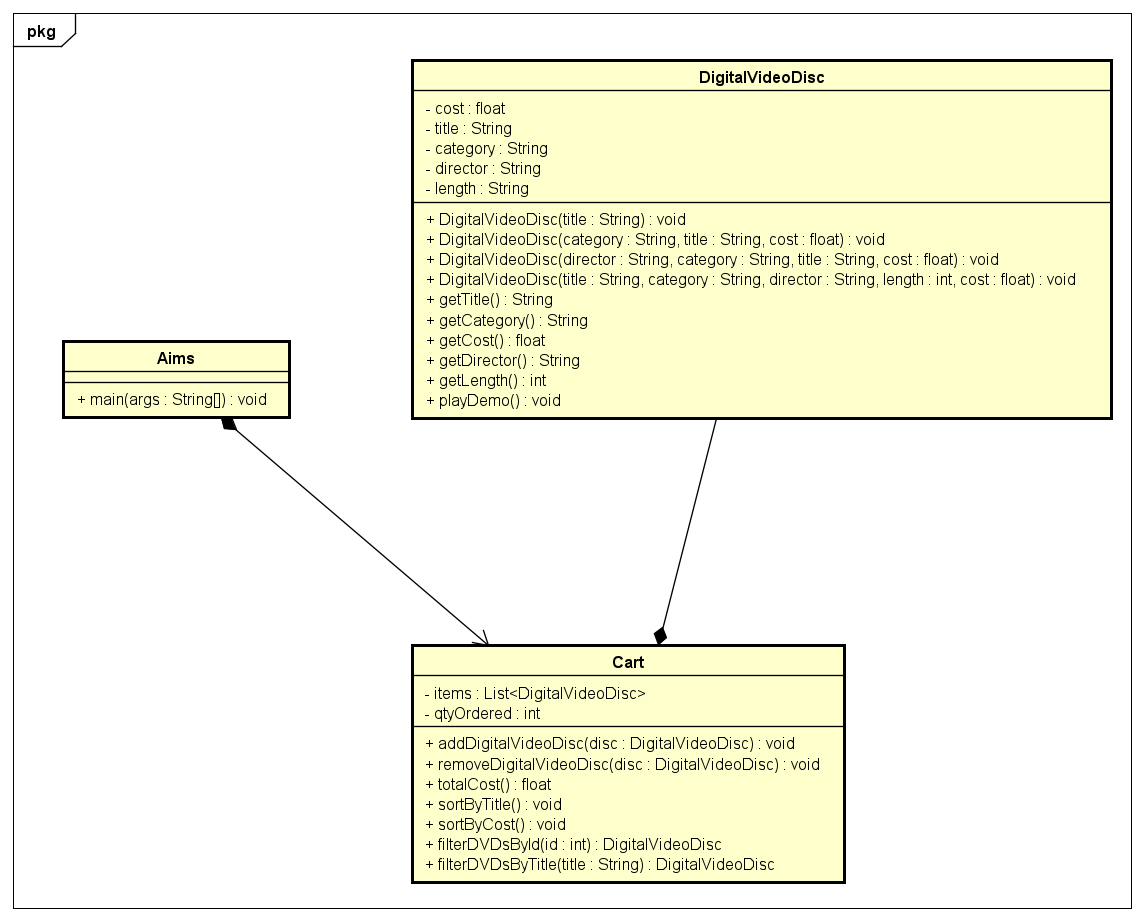 pkg
DigitalVideoDisc
- cost : float
- title : String
- category : String
- director : String
- length : String
+ DigitalVideoDisc(title : String) : void
+ DigitalVideoDisc(category : String, title : String, cost : float) : void
+ DigitalVideoDisc(director : String, category : String, title : String, cost : float) : void
+ DigitalVideoDisc(title : String, category : String, director : String, length : int, cost : float) : void
+ getTitle() : String
+ getCategory() : String
+ getCost() : float
+ getDirector() : String
+ getLength() : int
+ playDemo() : void
Aims
+ main(args : String[]) : void
Cart
- items : List<DigitalVideoDisc>
- qtyOrdered : int
+ addDigitalVideoDisc(disc : DigitalVideoDisc) : void
+ removeDigitalVideoDisc(disc : DigitalVideoDisc) : void
+ totalCost() : float
+ sortByTitle() : void
+ sortByCost() : void
+ filterDVDsById(id : int) : DigitalVideoDisc
+ filterDVDsByTitle(title : String) : DigitalVideoDisc